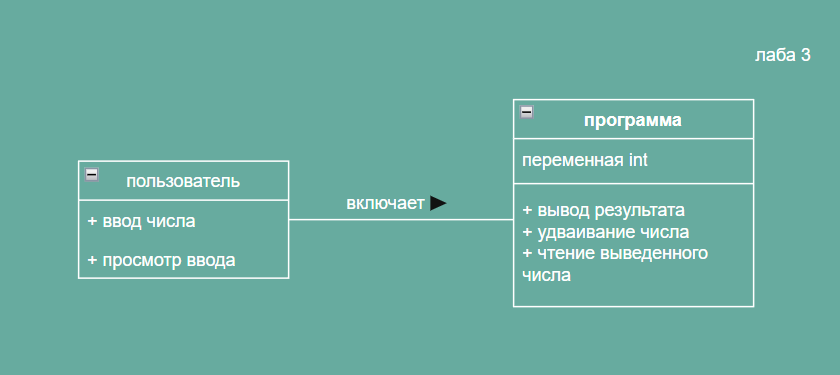 лаба 3
программа
переменная int
+ вывод результата
+ удваивание числа
+ чтение выведенного
числа
включает
пользователь
+ ввод числа
+ просмотр ввода